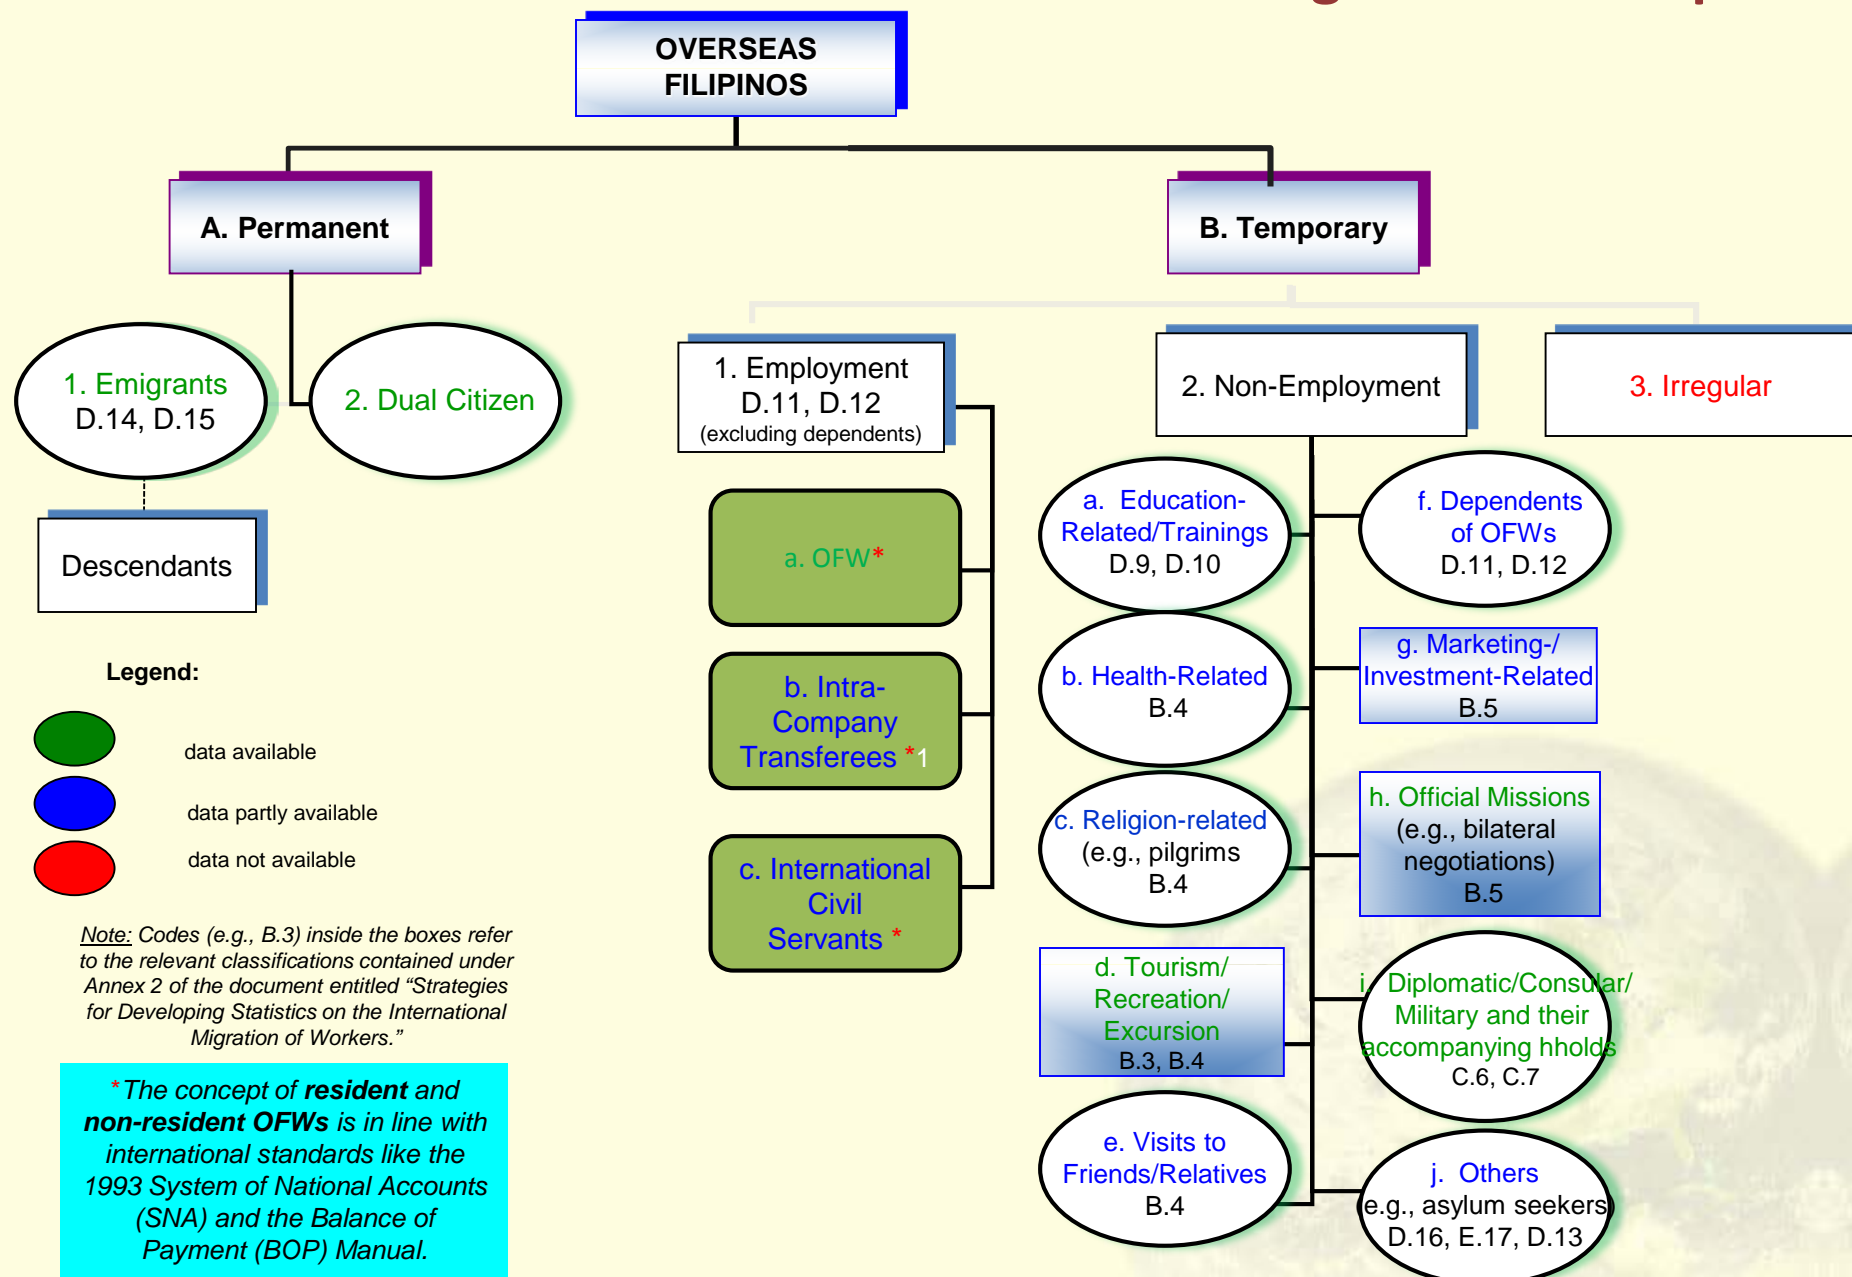 OVERSEAS
FILIPINOS
A. Permanent
B. Temporary
1. Emigrants
D.14, D.15
2. Dual Citizen
Descendants
1. Employment
D.11, D.12
(excluding dependents)
a. OFW*
b. Intra-
Company
Transferees *1
c. International
Civil
Servants *
2. Non-Employment
a. Education-
Related/Trainings
D.9, D.10
b. Health-Related
B.4
c. Religion-related
(e.g., pilgrims
B.4
d. Tourism/
Recreation/
Excursion
B.3, B.4
e. Visits to
Friends/Relatives
B.4
f. Dependents
of OFWs
D.11, D.12
g. Marketing-/
Investment-Related
B.5
h. Official Missions
(e.g., bilateral
negotiations)
B.5
i. Diplomatic/Consular/
Military and their
accompanying hholds
C.6, C.7
j. Others
(e.g., asylum seekers)
D.16, E.17, D.13
3. Irregular
Legend:
data available
data partly available
data not available
Note: Codes (e.g., B.3) inside the boxes refer
to the relevant classifications contained under
Annex 2 of the document entitled “Strategies
for Developing Statistics on the International
Migration of Workers.”
*The concept of resident and
non-resident OFWs is in line with
international standards like the
1993 System of National Accounts
(SNA) and the Balance of
Payment (BOP) Manual.